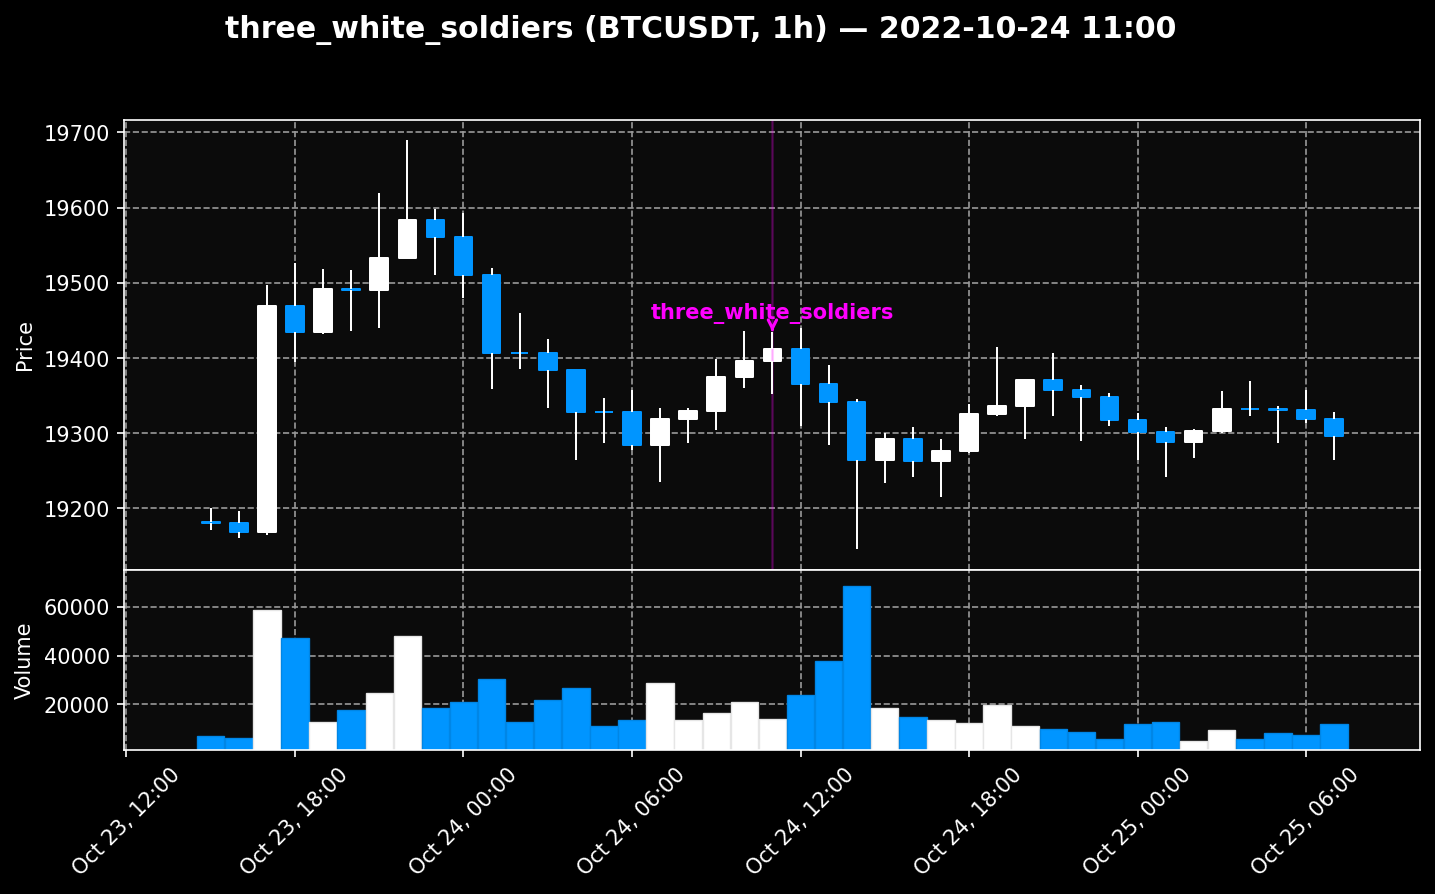 three_white_soldiers (BTCUSDT, 1h) — 2022-10-24 11:00
19700
19600
19500
19400
19300
19200
Price
three_white_soldiers
60000
40000
20000
Volume
Oct 23, 12:00
Oct 23, 18:00
Oct 24, 00:00
Oct 24, 06:00
Oct 24, 12:00
Oct 24, 18:00
Oct 25, 00:00
Oct 25, 06:00